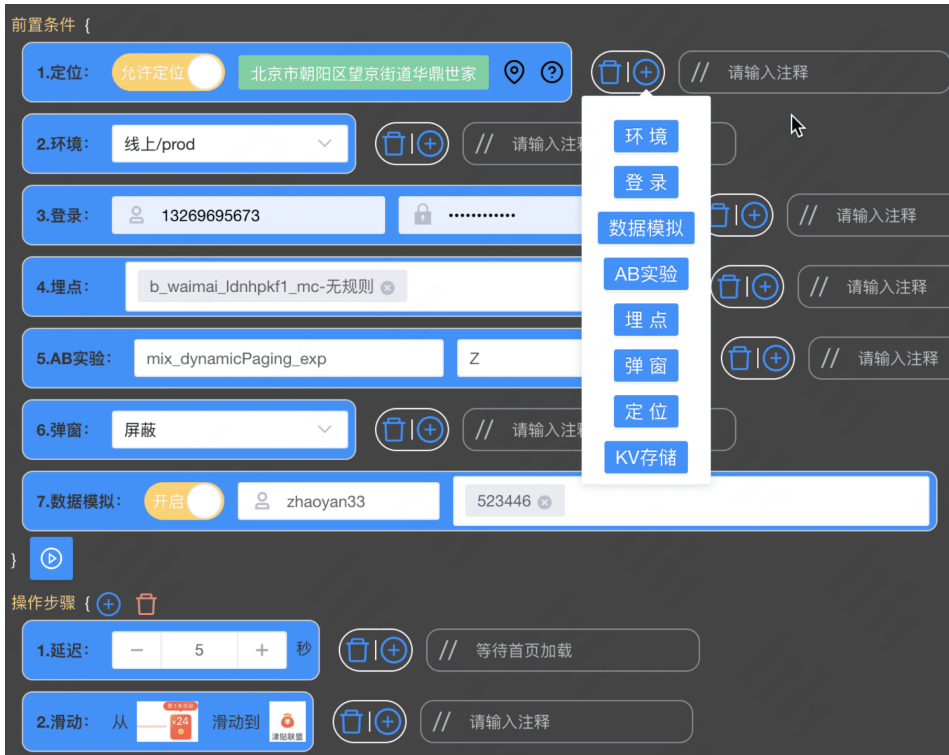 前置条件 {
1.定位： 允许定位 北京市朝阳区望京街道华鼎世家 // 请输入注释
环 境
2.环境： 线上/prod // 请输入注
登 录
3.登录： 13269695673 •••••••••••• // 请输入注释
数据模拟
AB实验
4.埋点： b_waimai_ldnhpkf1_mc-无规则 // 请输入注释
埋 点
5.AB实验： mix_dynamicPaging_exp Z // 请输入注释
弹 窗
定 位
6.弹窗： 屏蔽 // 请输入注
KV存储
7.数据模拟： 开启 zhaoyan33 523446
}
操作步骤 {
1.延迟： − 5 + 秒 // 等待首页加载
2.滑动： 从 ¥24 滑动到 津贴联盟 // 请输入注释